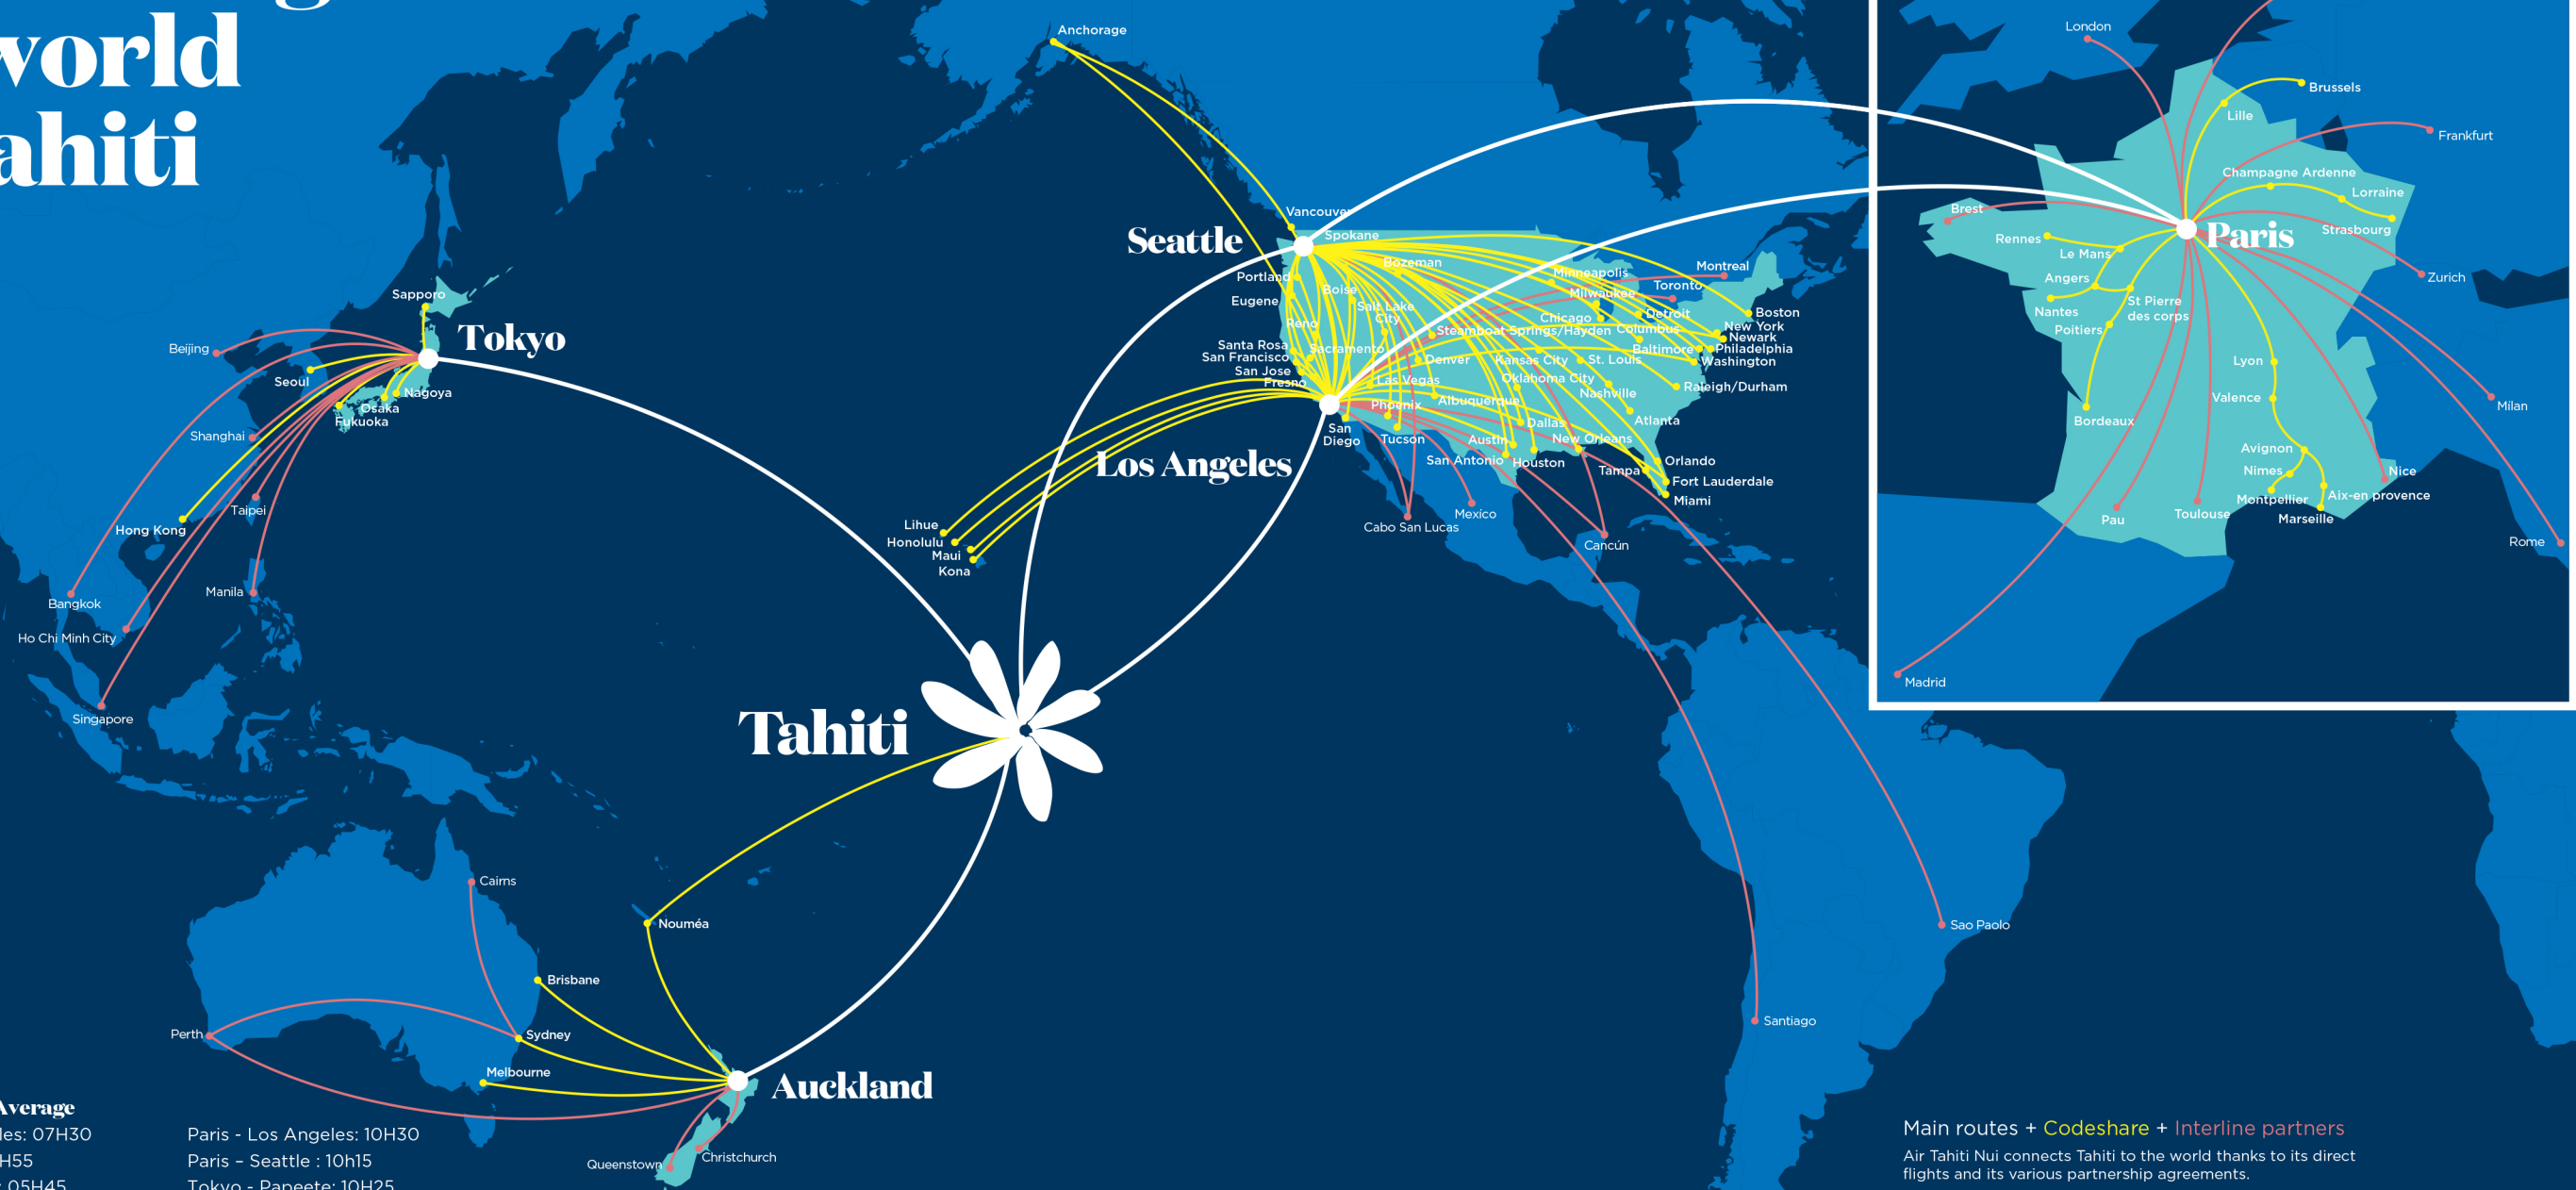 world
ahiti
Anchorage
Vancouver
Seattle
Spokane
Portland
Bozeman
Minneapolis
Montreal
Eugene
Boise
Milwaukee
Toronto
Salt Lake
City
Reno
Chicago
Detroit
Boston
Steamboat Springs/Hayden
Columbus
New York
Newark
Santa Rosa
Sacramento
Baltimore
Philadelphia
San Francisco
Denver
Kansas City
St. Louis
Washington
San Jose
Fresno
Las Vegas
Oklahoma City
Nashville
Raleigh/Durham
Albuquerque
Phoenix
Atlanta
San
Diego
Tucson
Dallas
Austin
New Orleans
Los Angeles
San Antonio
Houston
Tampa
Orlando
Fort Lauderdale
Miami
Cabo San Lucas
Mexico
Cancún
Lihue
Honolulu
Maui
Kona
Sapporo
Tokyo
Beijing
Seoul
Nagoya
Osaka
Fukuoka
Shanghai
Taipei
Hong Kong
Manila
Bangkok
Ho Chi Minh City
Singapore
Tahiti
Cairns
Nouméa
Brisbane
Perth
Sydney
Melbourne
Auckland
Queenstown
Christchurch
Sao Paolo
Santiago
London
Brussels
Lille
Frankfurt
Champagne Ardenne
Lorraine
Brest
Strasbourg
Paris
Rennes
Le Mans
Zurich
Angers
St Pierre
des corps
Nantes
Poitiers
Lyon
Valence
Milan
Bordeaux
Avignon
Nimes
Nice
Montpellier
Aix-en provence
Marseille
Toulouse
Pau
Rome
Madrid
Average
les: 07H30
H55
: 05H45
Paris - Los Angeles: 10H30
Paris – Seattle : 10h15
Tokyo - Papeete: 10H25
Main routes + Codeshare + Interline partners
Air Tahiti Nui connects Tahiti to the world thanks to its direct
flights and its various partnership agreements.